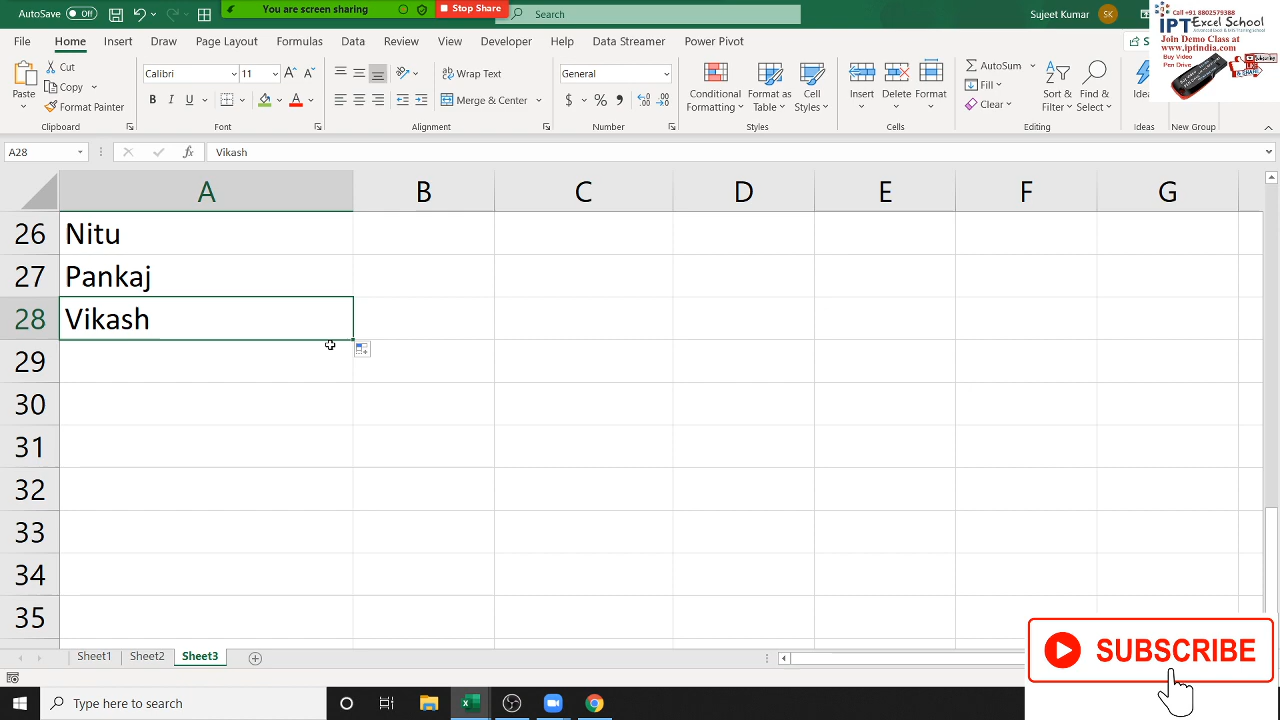 AutoSave Off
You are screen sharing
Stop Share
Search
Sujeet Kumar
SK
Call +91 8802579388
IPT Excel School
Join Demo Class at
www.iptindia.com
Buy Video
Pen Drive
File Home Insert Draw Page Layout Formulas Data Review View Developer Help Data Streamer Power Pivot
Paste
Cut
Copy
Format Painter
Clipboard
Calibri 11
B I U
Font
Wrap Text
Merge & Center
Alignment
General
$ % ,
Number
Conditional Formatting
Format as Table
Cell Styles
Styles
Insert Delete Format
Cells
AutoSum
Fill
Clear
Sort & Filter
Find & Select
Editing
Ideas
New Group
A28 fx Vikash
A B C D E F G
26 Nitu
27 Pankaj
28 Vikash
29
30
31
32
33
34
35
SUBSCRIBE
Sheet1 Sheet2 Sheet3
Type here to search